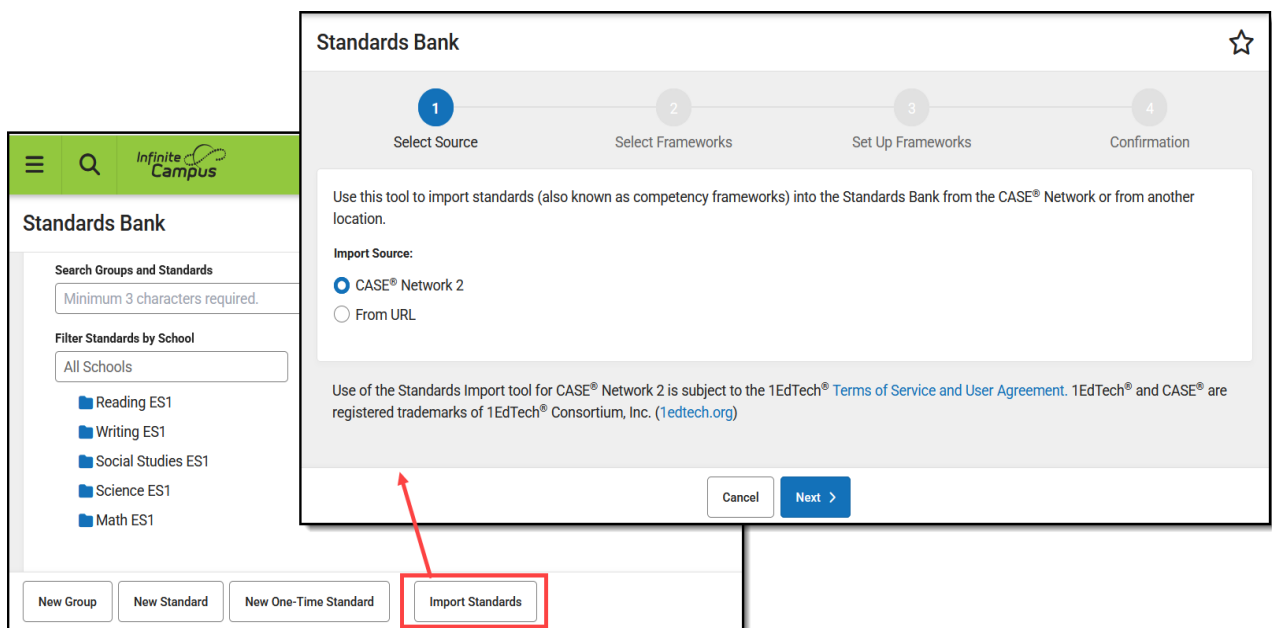 Standards Bank
1
2
3
4
Select Source
Select Frameworks
Set Up Frameworks
Confirmation
Use this tool to import standards (also known as competency frameworks) into the Standards Bank from the CASE® Network or from another
location.
Import Source:
CASE® Network 2
From URL
Use of the Standards Import tool for CASE® Network 2 is subject to the 1EdTech® Terms of Service and User Agreement. 1EdTech® and CASE® are
registered trademarks of 1EdTech® Consortium, Inc. (1edtech.org)
Cancel
Next >
Infinite
Campus
Standards Bank
Search Groups and Standards
Minimum 3 characters required.
Filter Standards by School
All Schools
Reading ES1
Writing ES1
Social Studies ES1
Science ES1
Math ES1
New Group
New Standard
New One-Time Standard
Import Standards